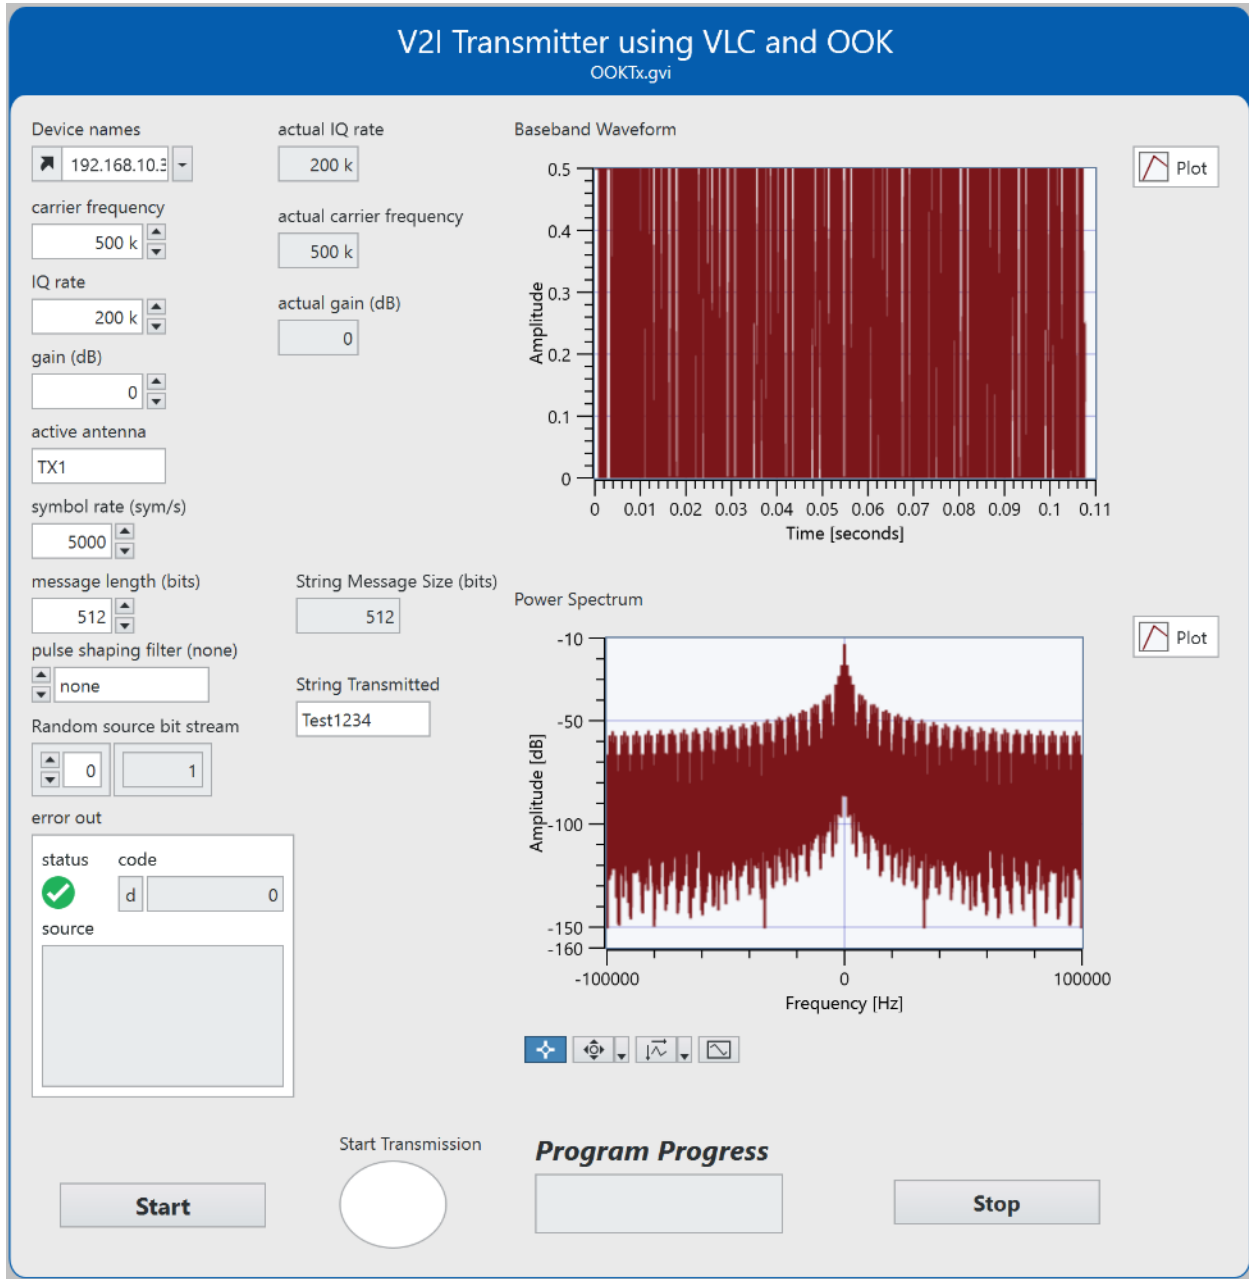 V2I Transmitter using VLC and OOK
OOKTx.gvi
Device names
192.168.10.3
carrier frequency
500 k
IQ rate
200 k
gain (dB)
0
active antenna
TX1
symbol rate (sym/s)
5000
message length (bits)
512
pulse shaping filter (none)
none
Random source bit stream
0
1
error out
status
code
d
0
source
actual IQ rate
200 k
actual carrier frequency
500 k
actual gain (dB)
0
String Message Size (bits)
512
String Transmitted
Test1234
Baseband Waveform
Plot
Amplitude
0.5
0.4
0.3
0.2
0.1
0
0 0.01 0.02 0.03 0.04 0.05 0.06 0.07 0.08 0.09 0.1 0.11
Time [seconds]
Power Spectrum
Plot
Amplitude [dB]
-10
-50
-100
-150
-160
-100000 0 100000
Frequency [Hz]
Start Transmission
Program Progress
Start
Stop